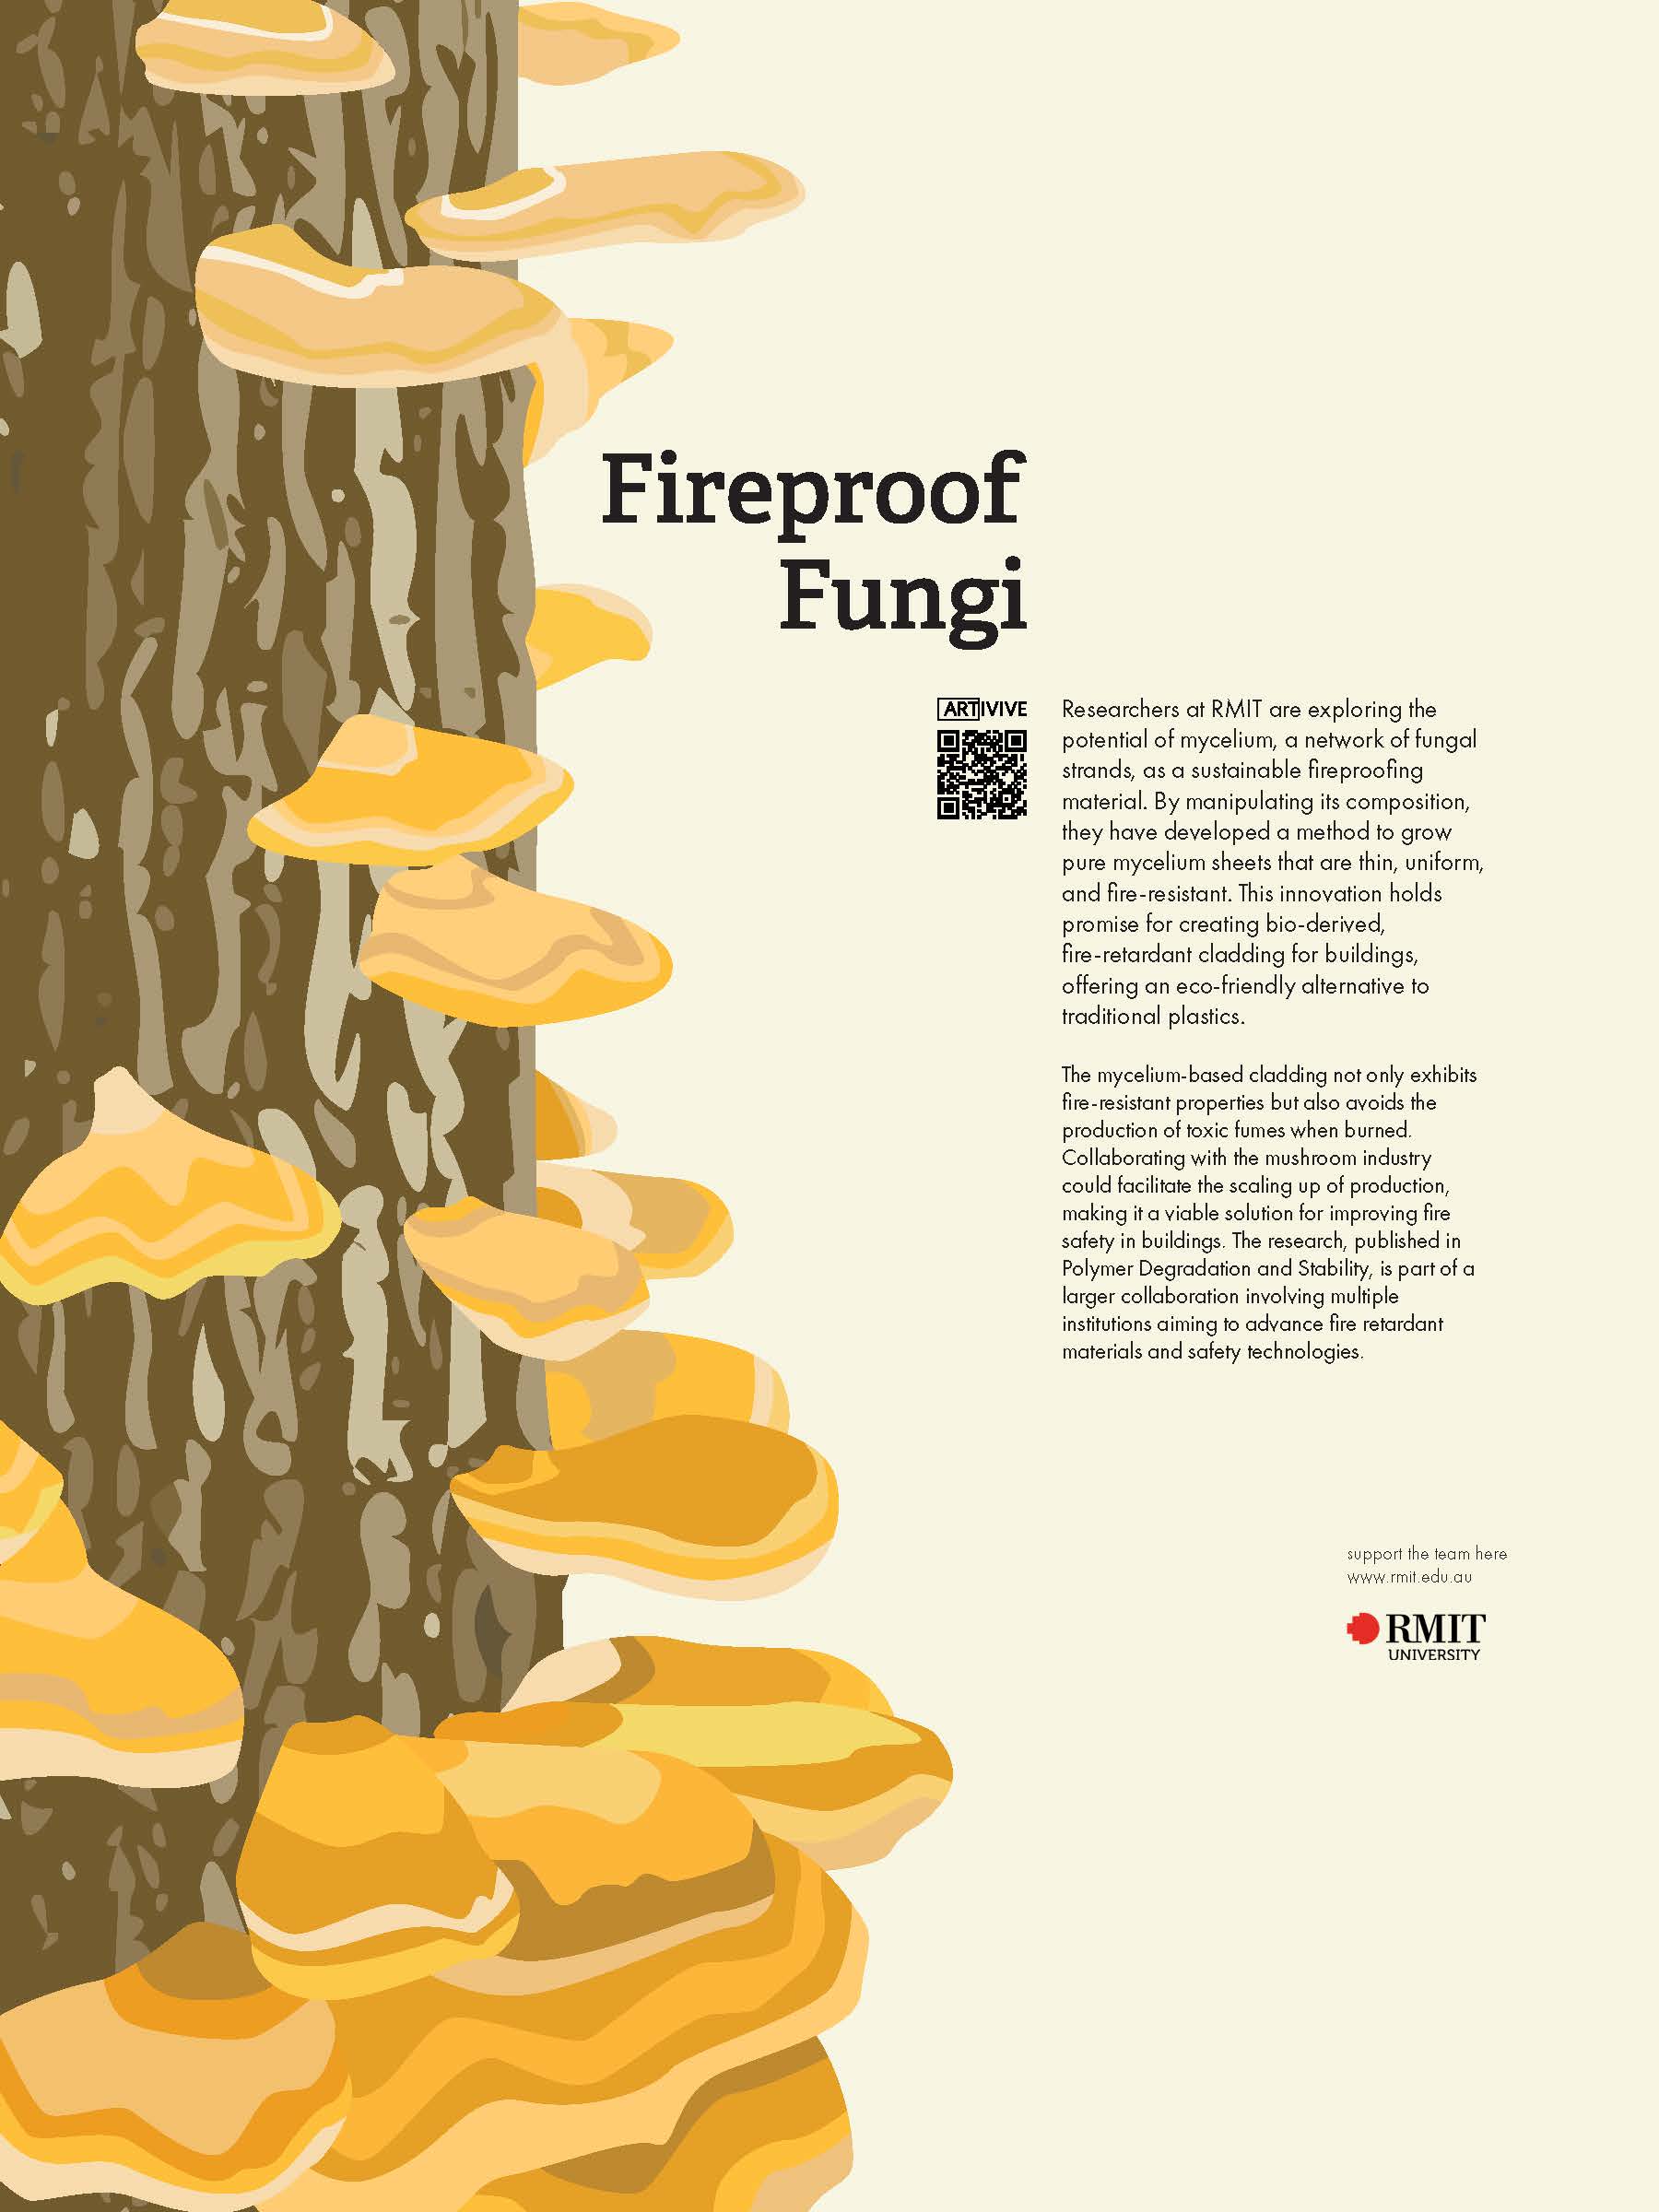 Fireproof
Fungi
ARTIVIVE
Researchers at RMIT are exploring the
potential of mycelium, a network of fungal
strands, as a sustainable fireproofing
material. By manipulating its composition,
they have developed a method to grow
pure mycelium sheets that are thin, uniform,
and fire-resistant. This innovation holds
promise for creating bio-derived,
fire-retardant cladding for buildings,
offering an eco-friendly alternative to
traditional plastics.
The mycelium-based cladding not only exhibits
fire-resistant properties but also avoids the
production of toxic fumes when burned.
Collaborating with the mushroom industry
could facilitate the scaling up of production,
making it a viable solution for improving fire
safety in buildings. The research, published in
Polymer Degradation and Stability, is part of a
larger collaboration involving multiple
institutions aiming to advance fire retardant
materials and safety technologies.
support the team here
www.rmit.edu.au
RMIT
UNIVERSITY